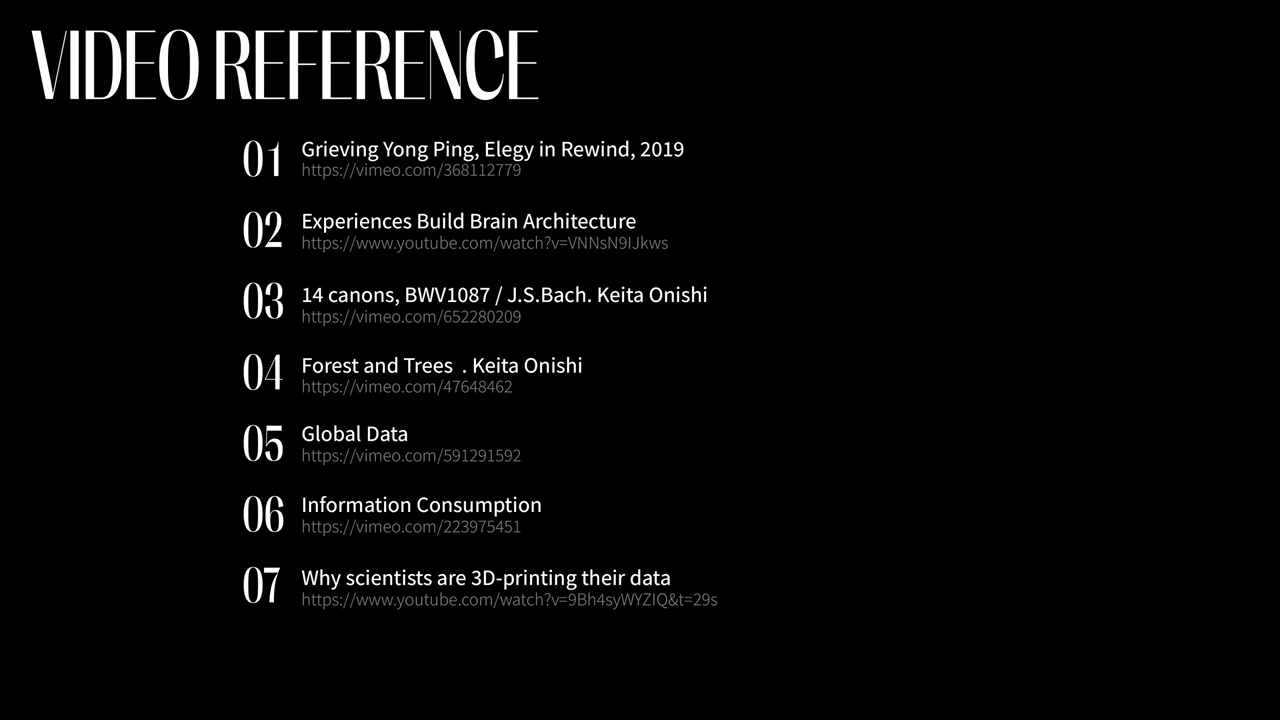 VIDEO REFERENCE
01 Grieving Yong Ping, Elegy in Rewind, 2019
https://vimeo.com/368112779
02 Experiences Build Brain Architecture
https://www.youtube.com/watch?v=VNNsN9IJkws
03 14 canons, BWV1087 / J.S.Bach. Keita Onishi
https://vimeo.com/652280209
04 Forest and Trees . Keita Onishi
https://vimeo.com/47648462
05 Global Data
https://vimeo.com/591291592
06 Information Consumption
https://vimeo.com/223975451
07 Why scientists are 3D-printing their data
https://www.youtube.com/watch?v=9Bh4syWYZIQ&t=29s